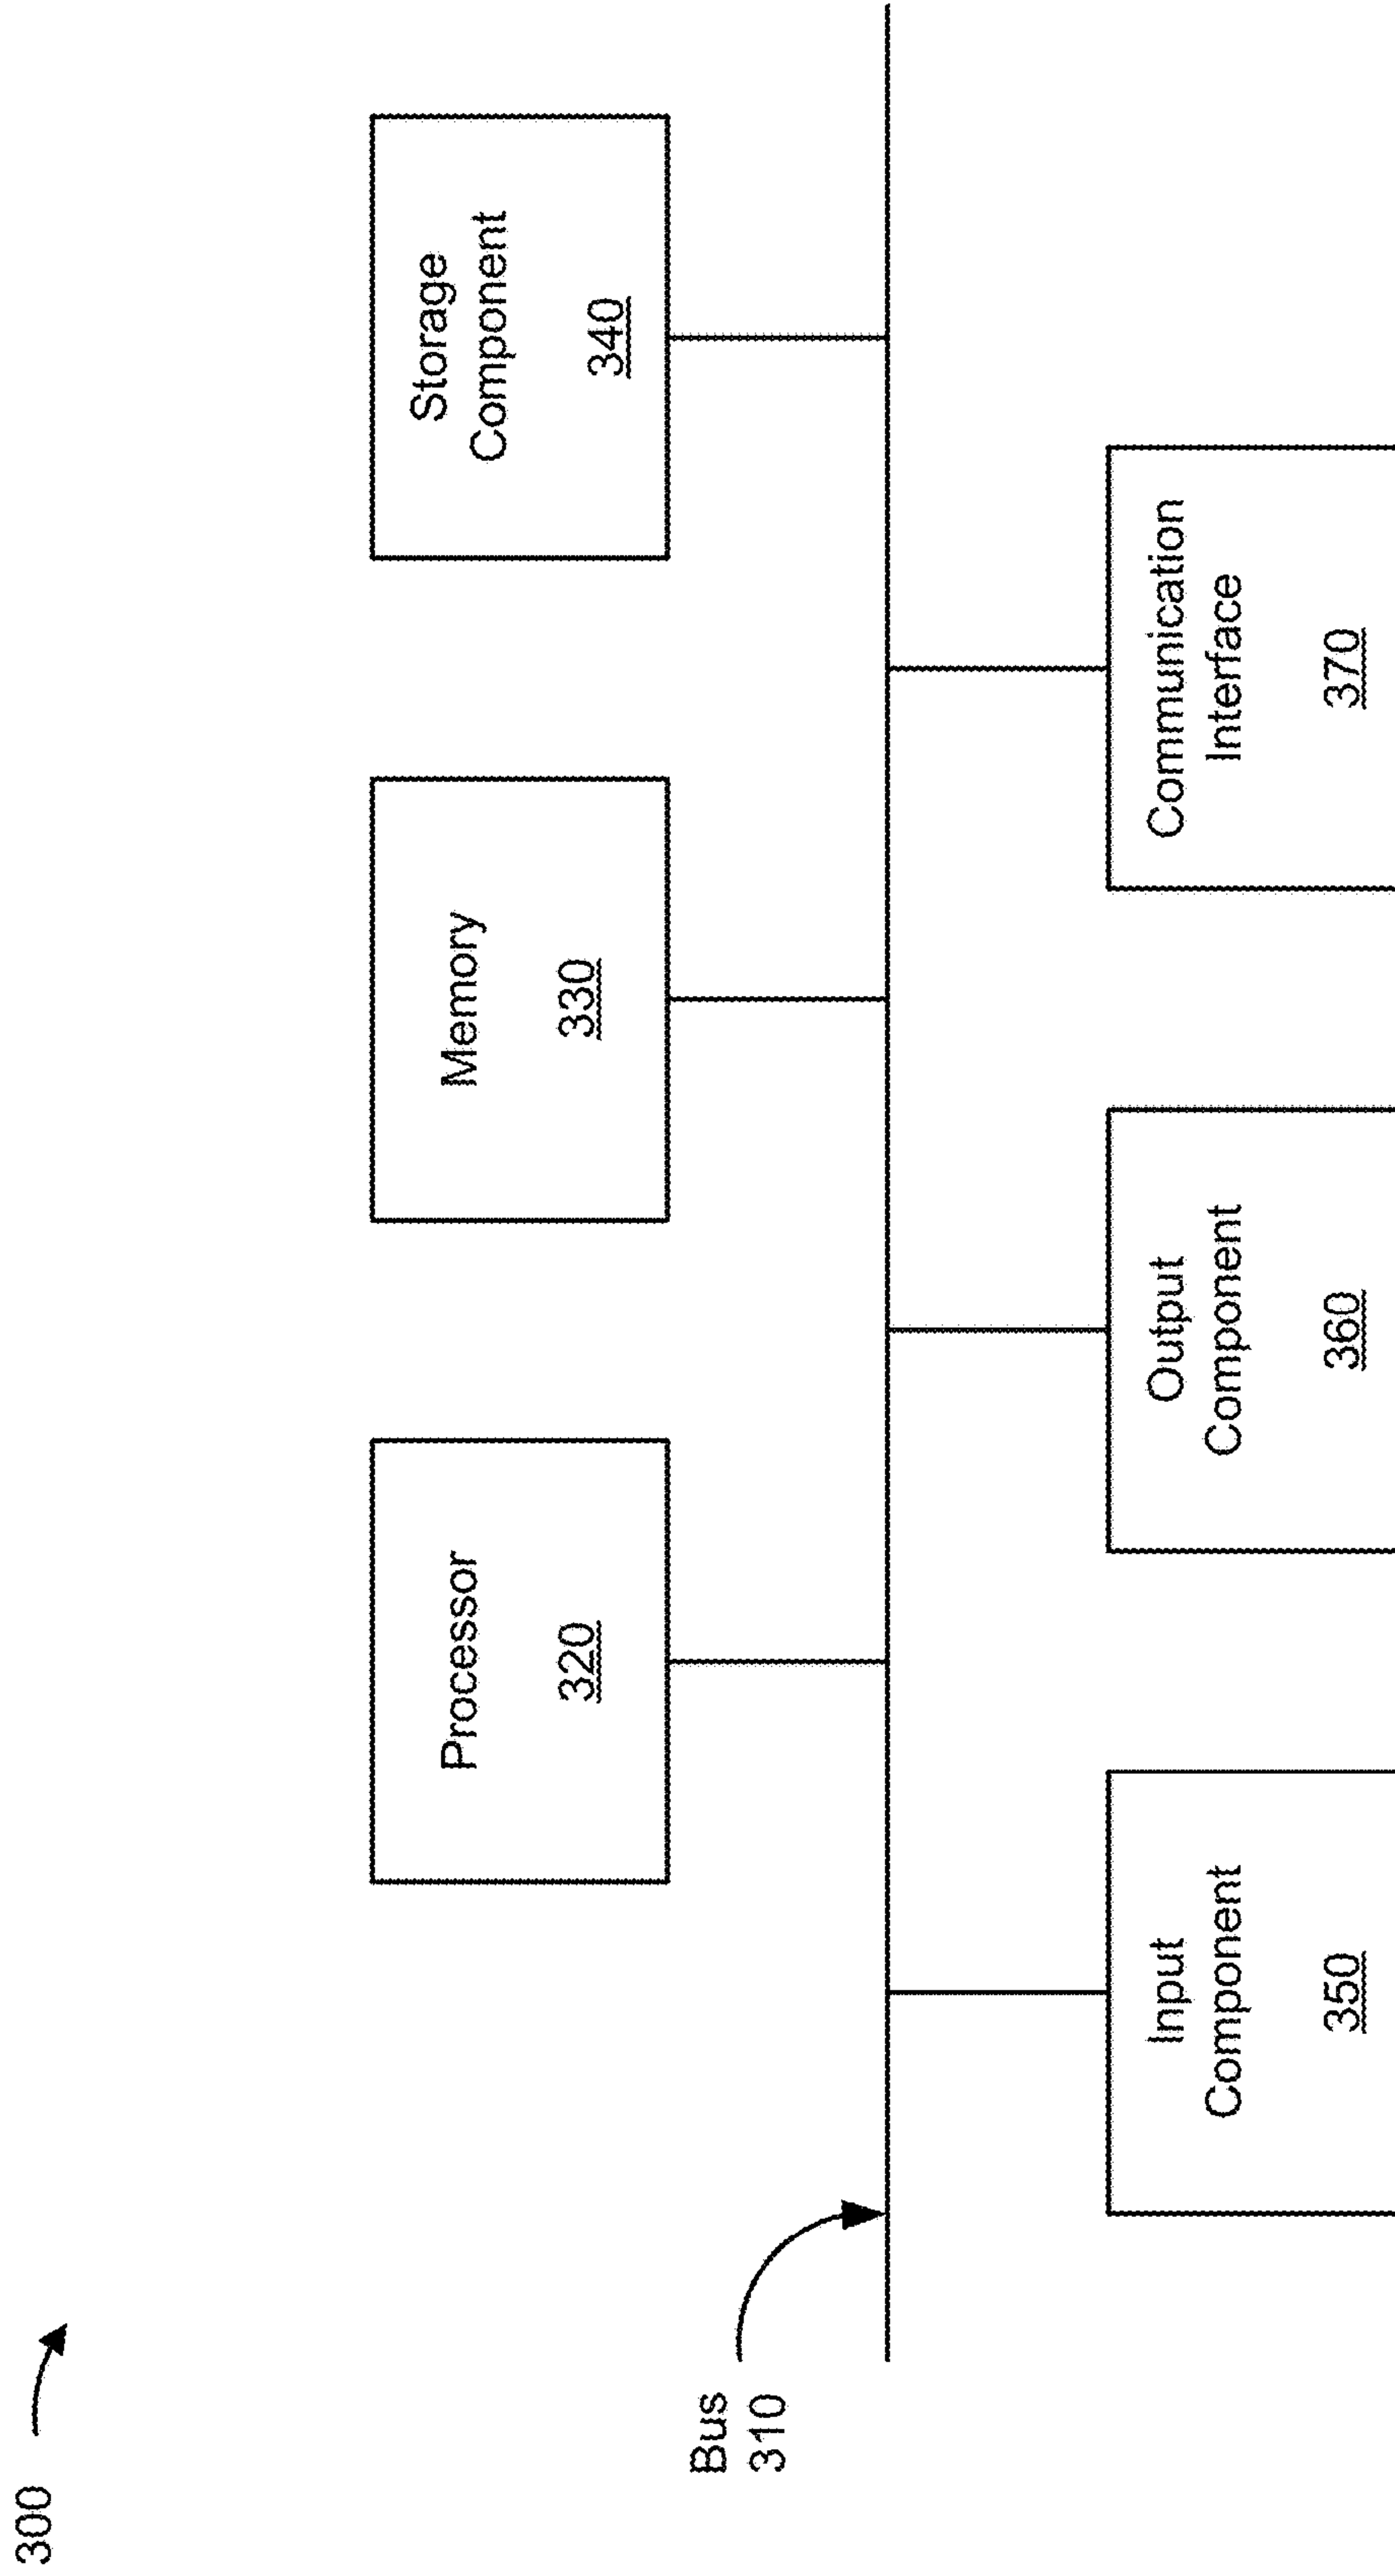 300
Processor
320
Memory
330
Storage
Component
340
Bus
310
Input
Component
350
Output
Component
360
Communication
Interface
370